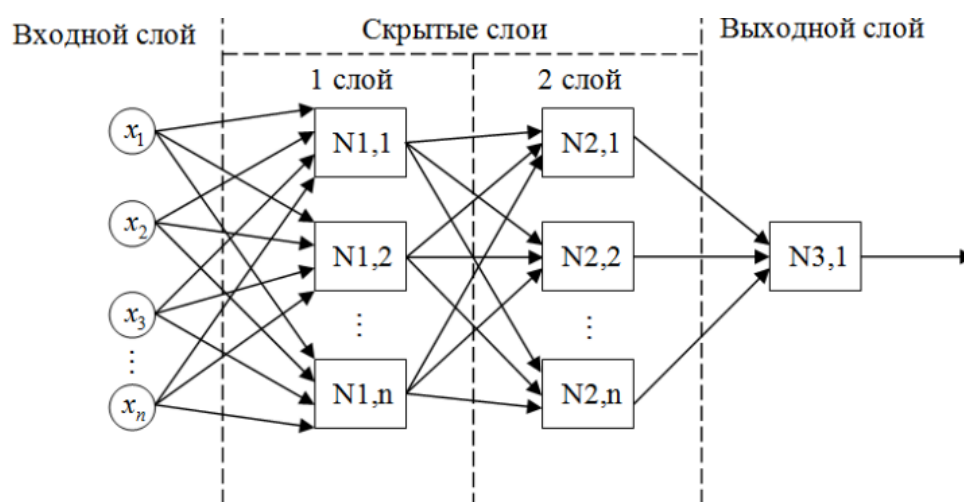 Входной слой
Скрытые слои
Выходной слой
1 слой
2 слой
x1
N1,1
N2,1
x2
N1,2
N2,2
N3,1
x3
⋮
⋮
⋮
xn
N1,n
N2,n